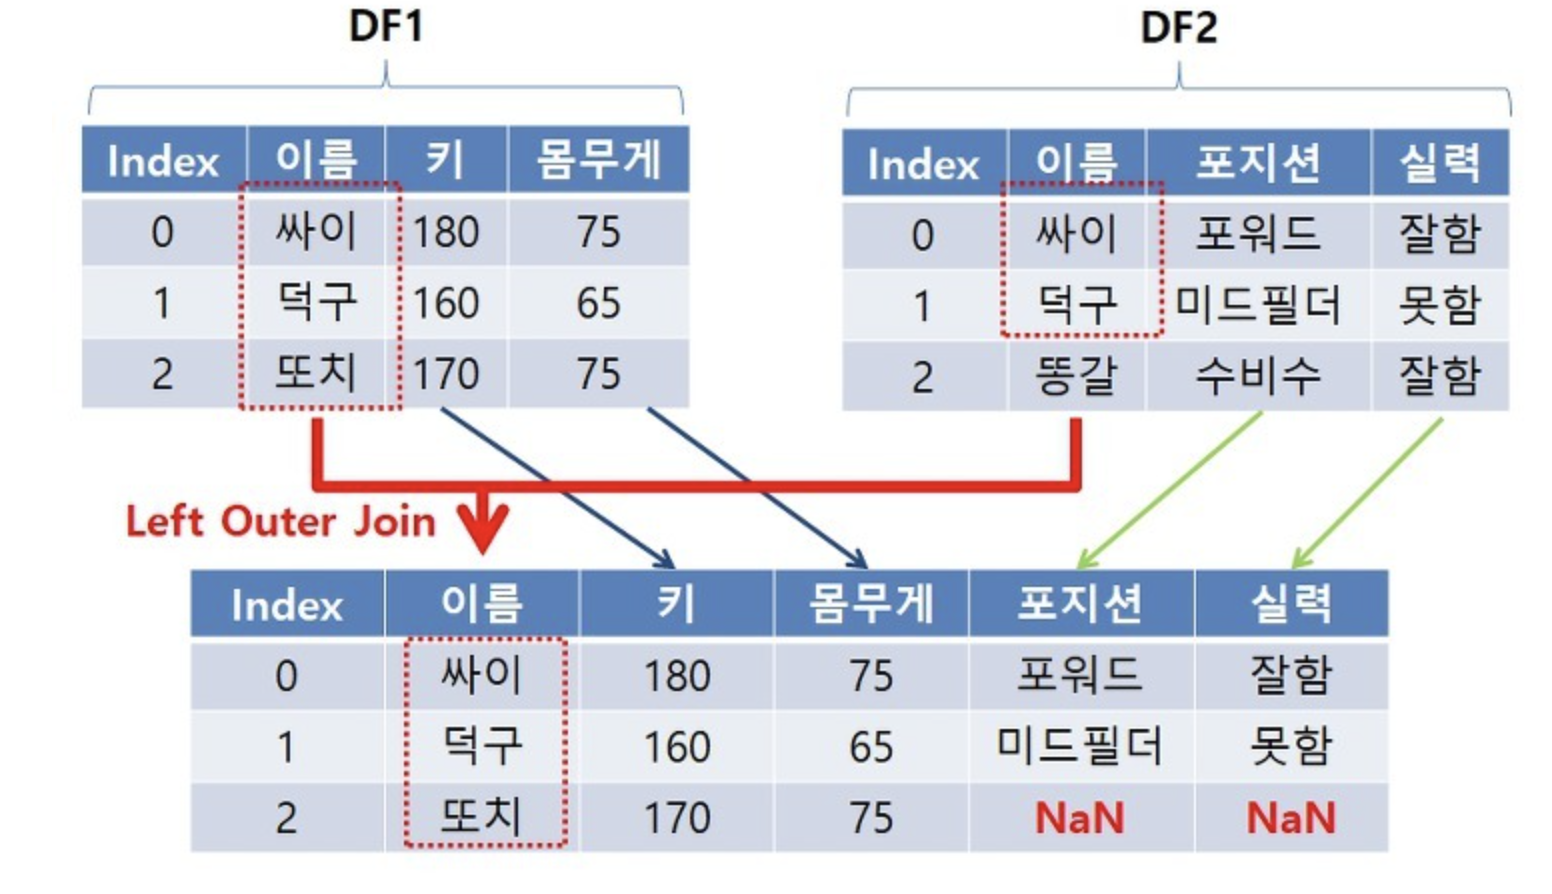 DF1
DF2
Index 이름 키 몸무게
0 싸이 180 75
1 덕구 160 65
2 또치 170 75
Index 이름 포지션 실력
0 싸이 포워드 잘함
1 덕구 미드필더 못함
2 똥갈 수비수 잘함
Left Outer Join
Index 이름 키 몸무게 포지션 실력
0 싸이 180 75 포워드 잘함
1 덕구 160 65 미드필더 못함
2 또치 170 75 NaN NaN